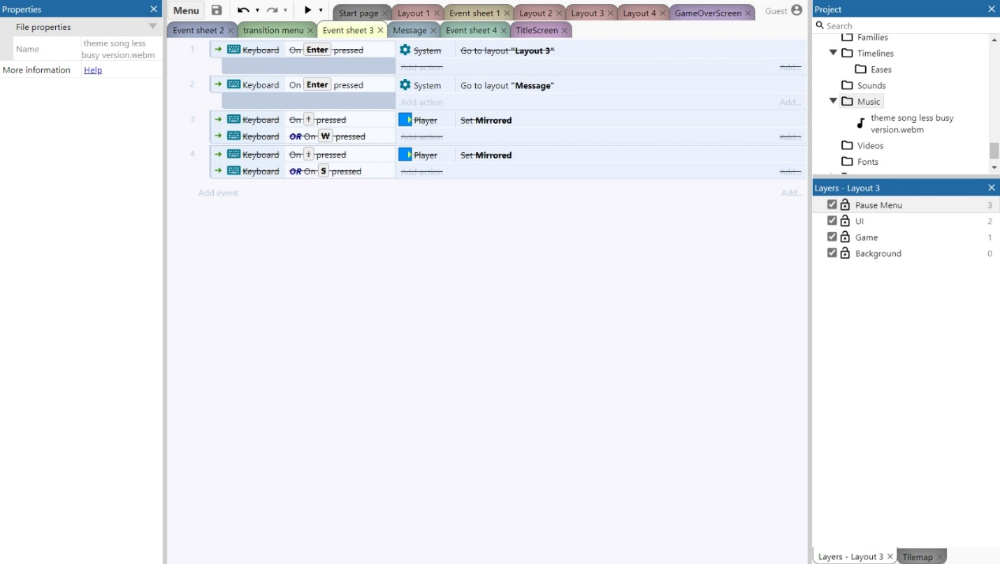 Properties
File properties
Name theme song less
busy version.webm
More information Help
Menu Start page Layout 1 Event sheet 1 Layout 2 Layout 3 Layout 4 GameOverScreen Guest
Event sheet 2 transition menu Event sheet 3 Message Event sheet 4 TitleScreen
1 Keyboard On Enter pressed System Go to layout "Layout 3"
Add action Add...
2 Keyboard On Enter pressed System Go to layout "Message"
Add action Add...
3 Keyboard On ↑ pressed Player Set Mirrored
Keyboard OR On W pressed Add action Add...
4 Keyboard On ↓ pressed Player Set Mirrored
Keyboard OR On S pressed Add action Add...
Add event Add...
Project
Search
Families
Timelines
Eases
Sounds
Music
theme song less busy
version.webm
Videos
Fonts
Layers - Layout 3
Pause Menu 3
UI 2
Game 1
Background 0
Layers - Layout 3 Tilemap